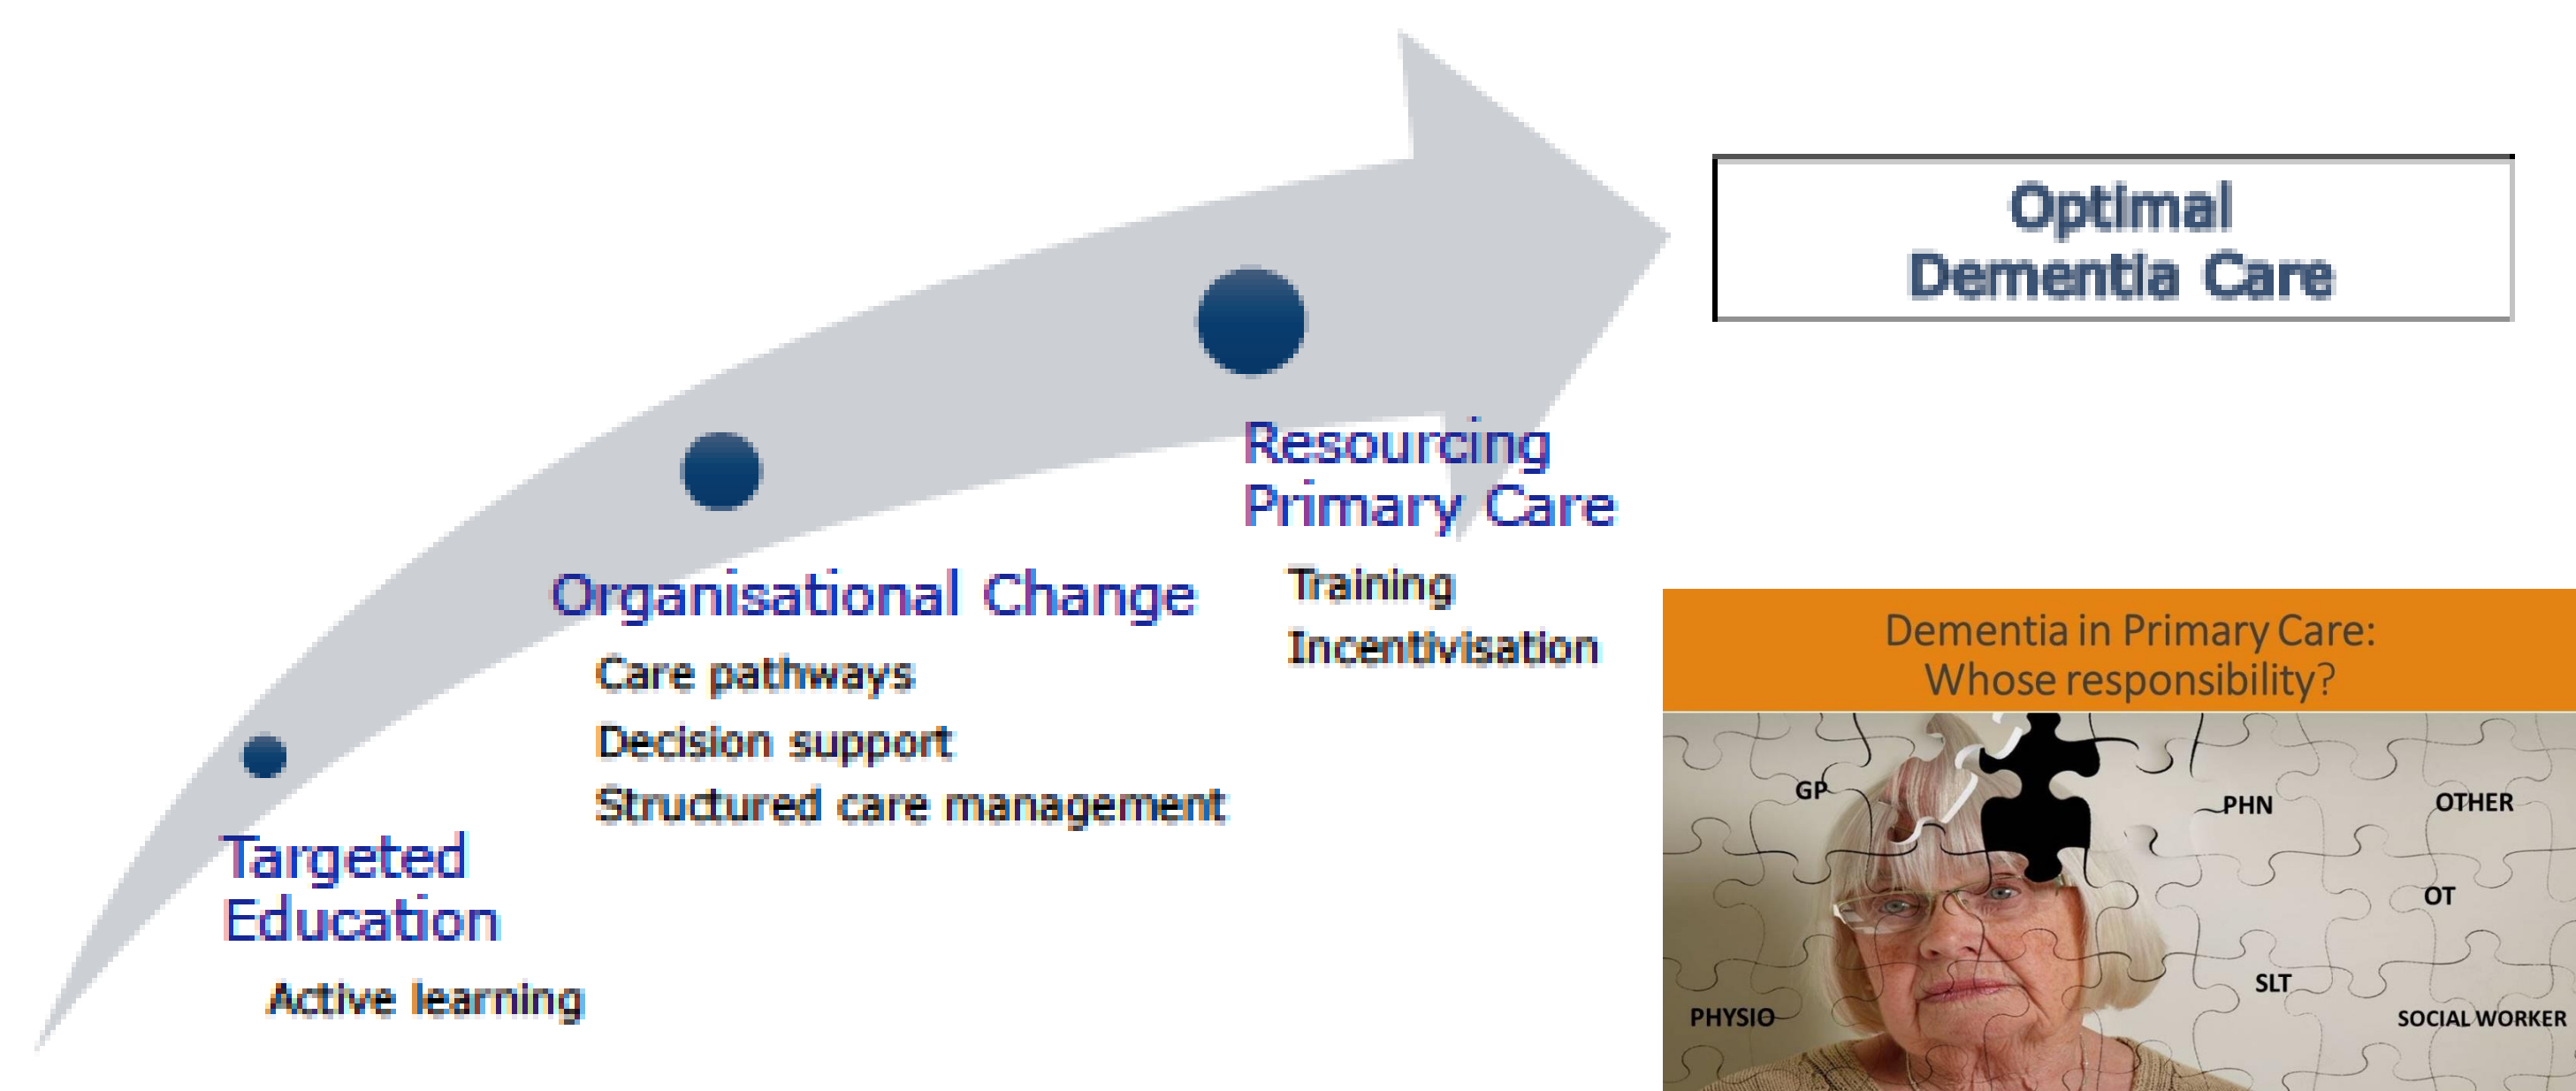 Optimal
Dementia Care
Resourcing
Primary Care
Training
Incentivisation
Organisational Change
Care pathways
Decision support
Structured care management
Targeted
Education
Active learning
Dementia in Primary Care:
Whose responsibility?
GP
PHN
OTHER
OT
SLT
PHYSIO
SOCIAL WORKER